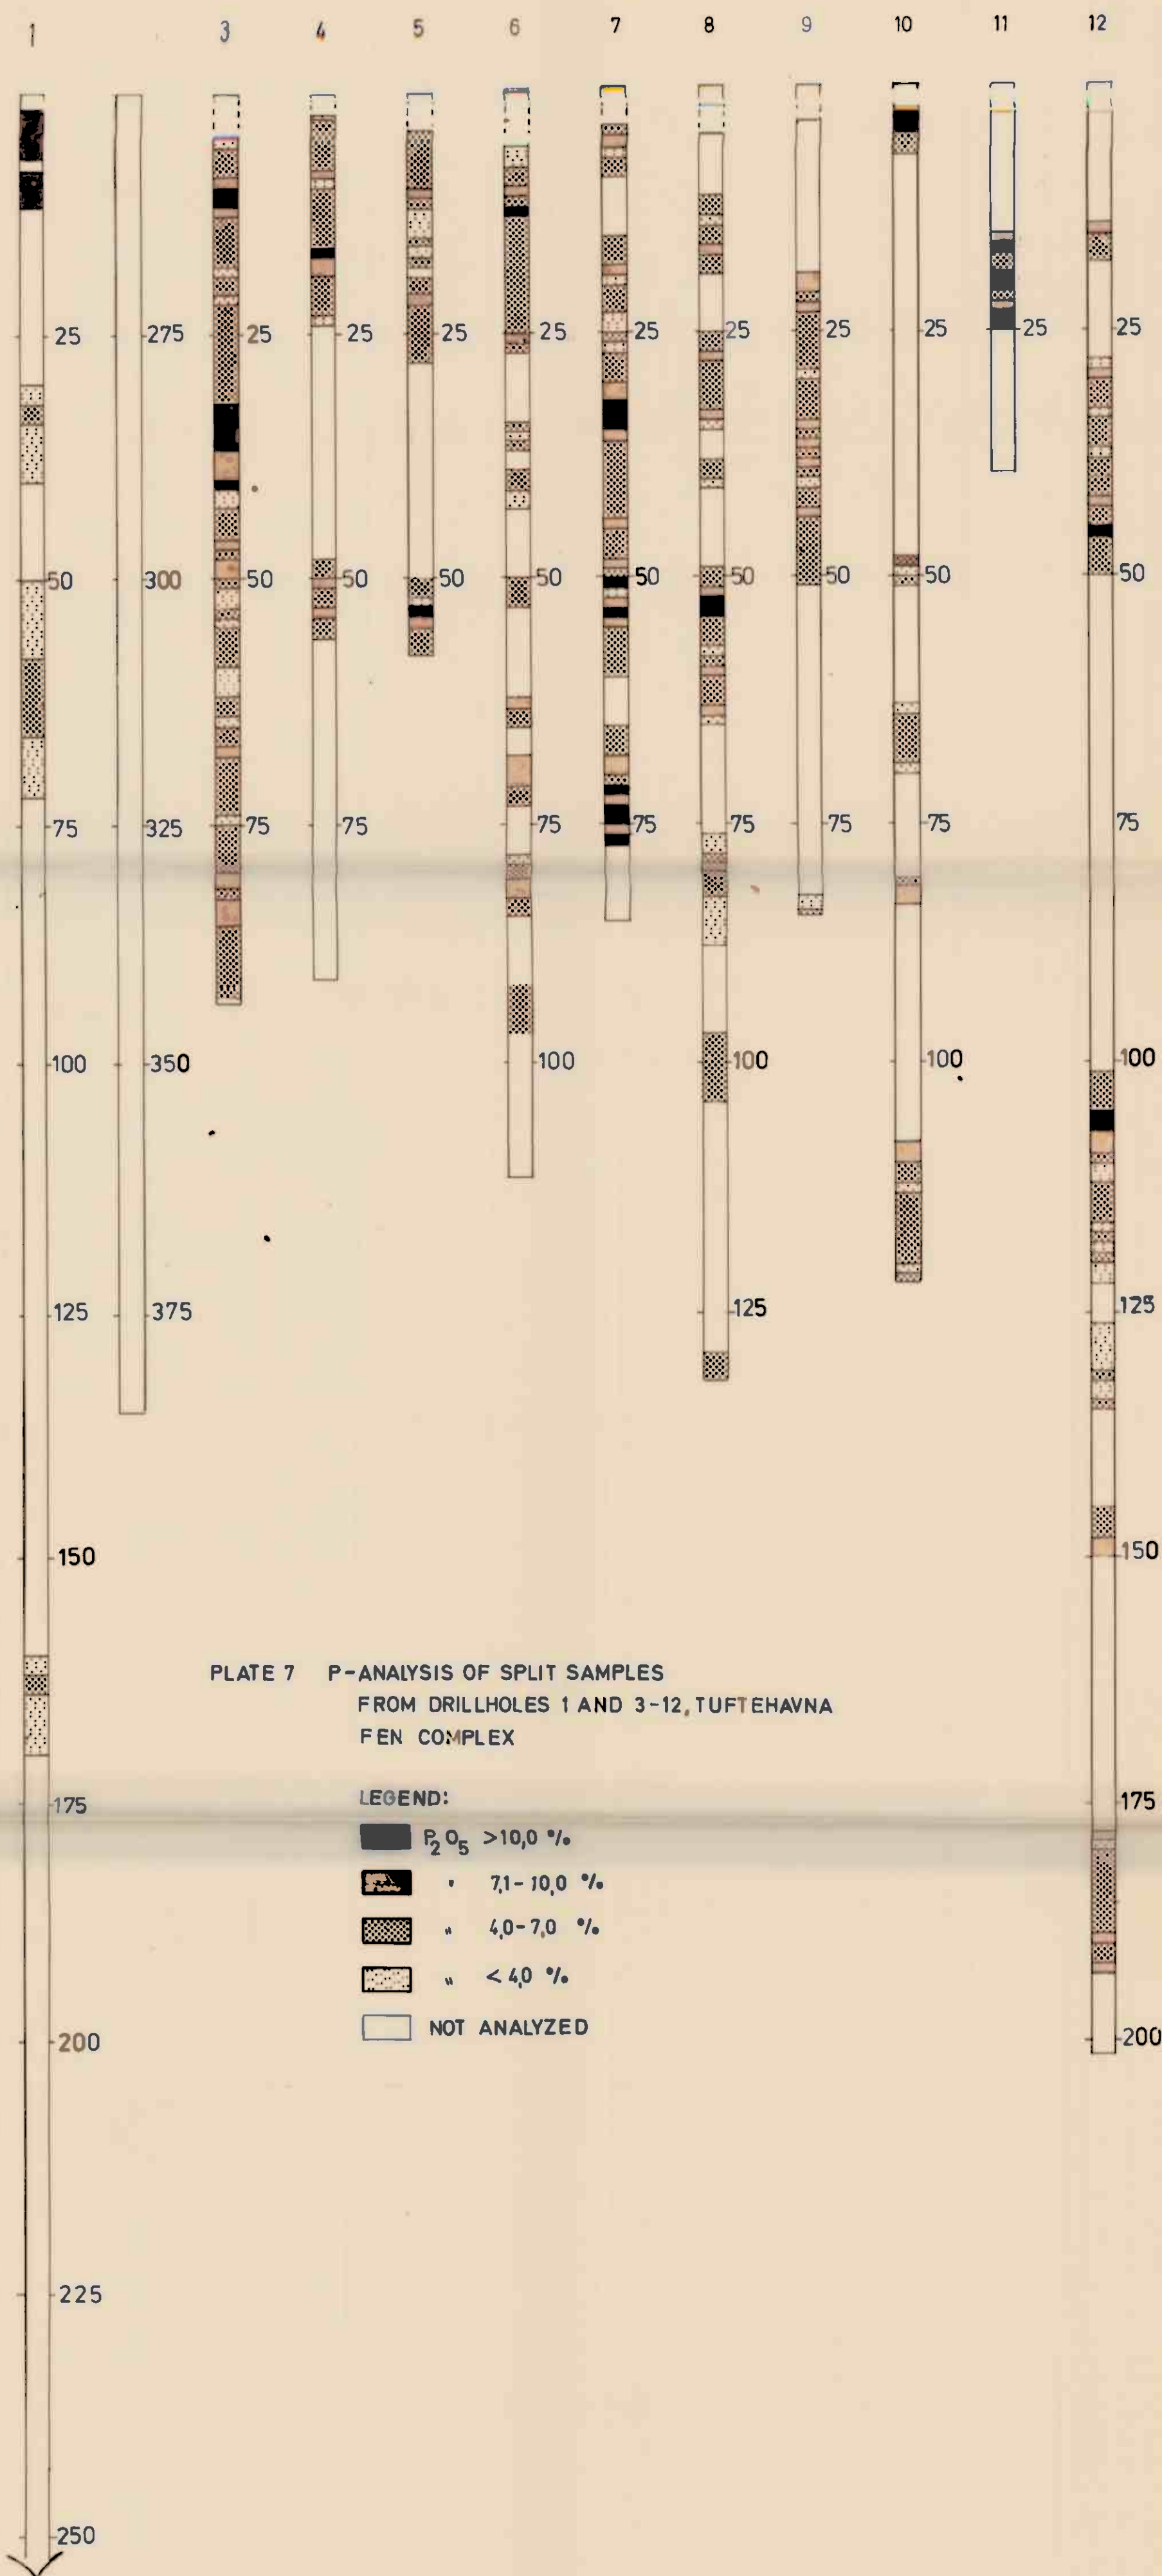 1 3 4 5 6 7 8 9 10 11 12
25 275 25 25 25 25 25 25 25 25 25 25
50 300 50 50 50 50 50 50 50 50 50
75 325 75 75 75 75 75 75 75 75
100 350 100 100 100 100
125 375 125 125
150 150
PLATE 7 P-ANALYSIS OF SPLIT SAMPLES
FROM DRILLHOLES 1 AND 3-12, TUFTEHAVNA
FEN COMPLEX
LEGEND:
175 175
P2O5 >10,0 %
" 7,1-10,0 %
" 4,0-7,0 %
" <4,0 %
NOT ANALYZED
200 200
225
250